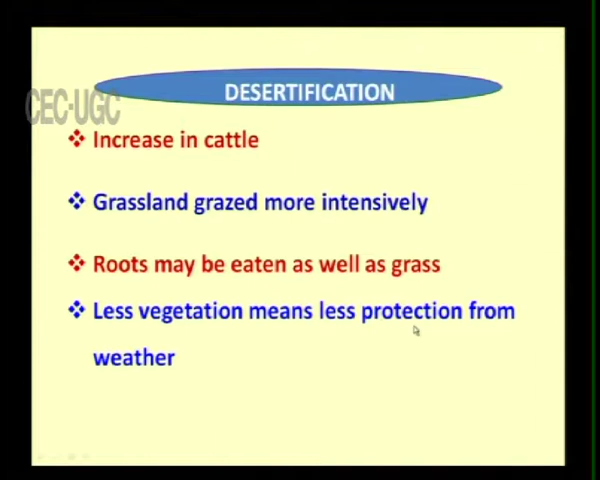 DESERTIFICATION
CEC-UGC
Increase in cattle
Grassland grazed more intensively
Roots may be eaten as well as grass
Less vegetation means less protection from
weather